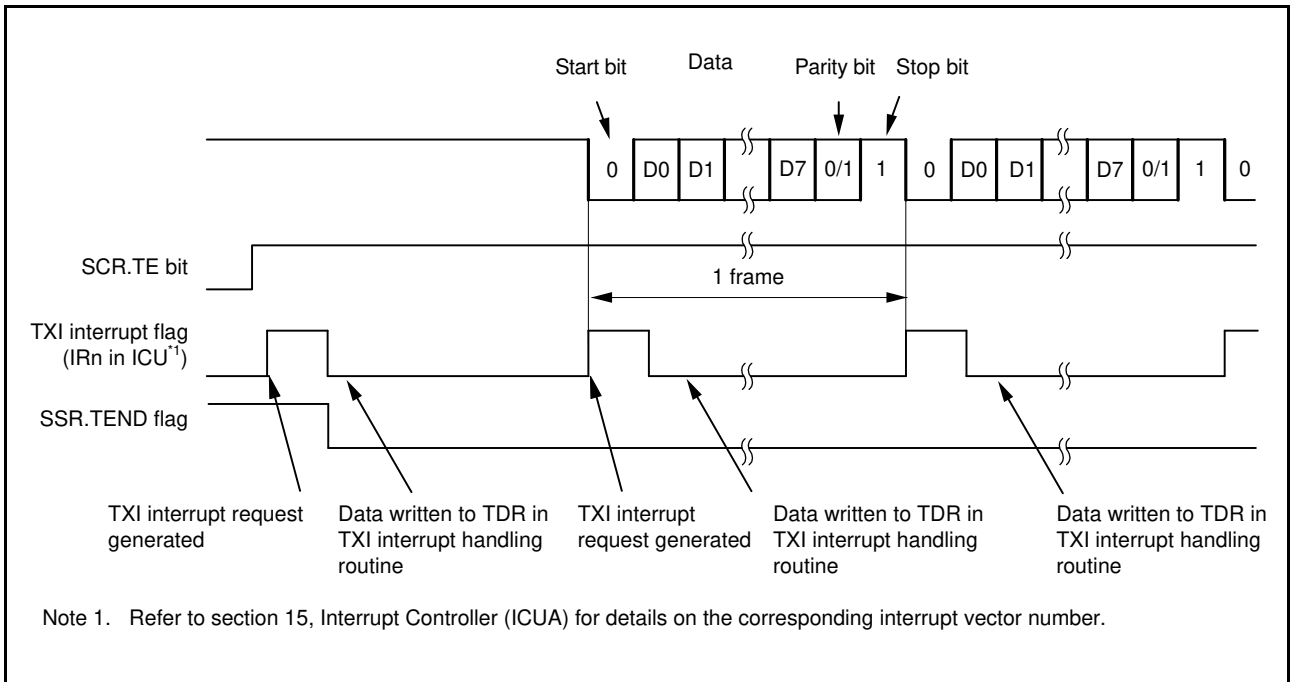 Start bit Data Parity bit Stop bit
0 D0 D1 D7 0/1 1 0 D0 D1 D7 0/1 1 0
SCR.TE bit
1 frame
TXI interrupt flag
(IRn in ICU*1)
SSR.TEND flag
TXI interrupt request
generated
Data written to TDR in
TXI interrupt handling
routine
TXI interrupt
request generated
Data written to TDR in
TXI interrupt handling
routine
Data written to TDR in
TXI interrupt handling
routine
Note 1. Refer to section 15, Interrupt Controller (ICUA) for details on the corresponding interrupt vector number.